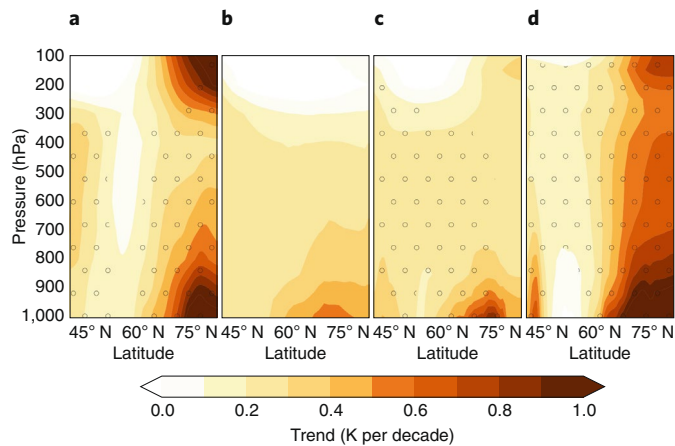 a b c d
Pressure (hPa)
100
200
300
400
500
600
700
800
900
1,000
45° N 60° N 75° N 45° N 60° N 75° N 45° N 60° N 75° N 45° N 60° N 75° N
Latitude Latitude Latitude Latitude
0.0 0.2 0.4 0.6 0.8 1.0
Trend (K per decade)